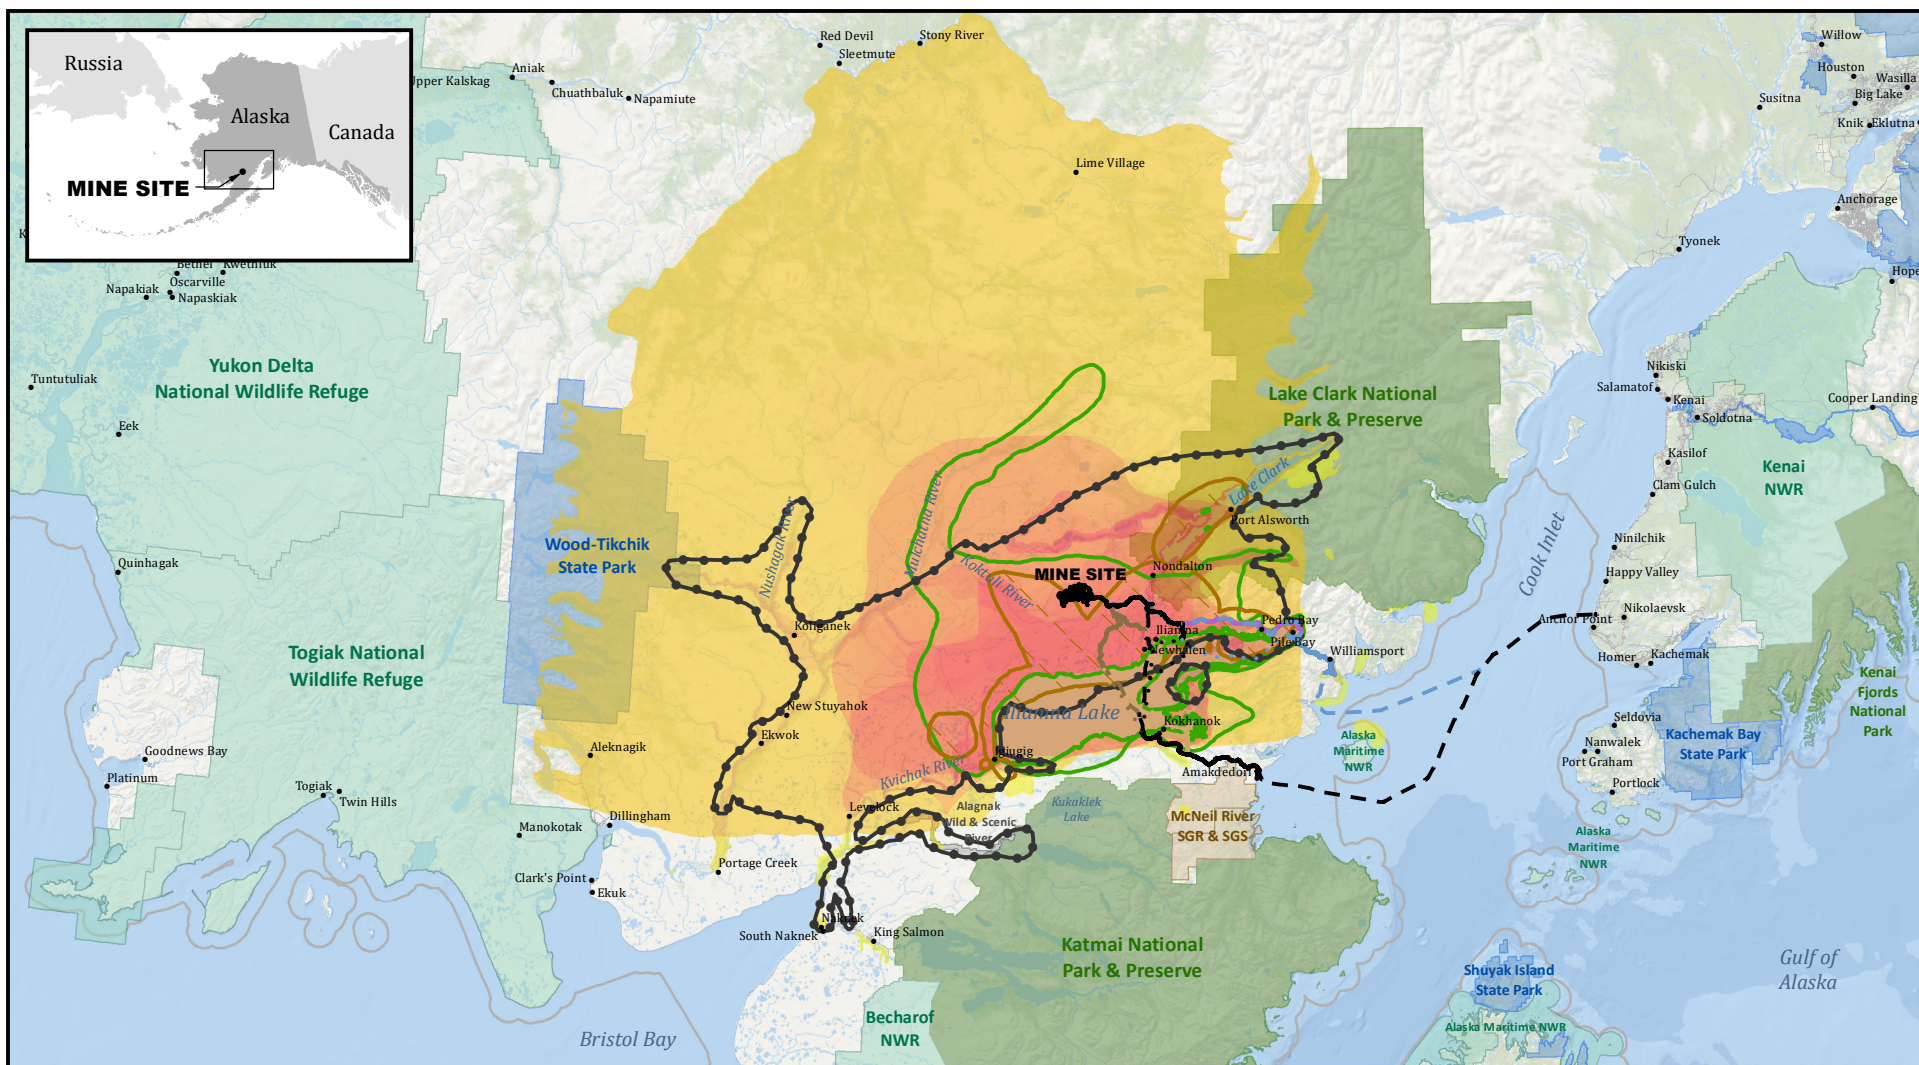 Russia
Alaska
Canada
MINE SITE
Red Devil
Sleetmute
Stony River
Upper Kalskag
Aniak
Chuathbaluk
Napamiute
Lime Village
Willow
Houston
Wasilla
Big Lake
Susitna
Knik
Eklutna
Anchorage
Tyonek
Hope
Bethel
Kwethluk
Oscarville
Napakiak
Napaskiak
Tuntutuliak
Eek
Yukon Delta
National Wildlife Refuge
Lake Clark National
Park & Preserve
Nikiski
Salamatof
Kenai
Soldotna
Cooper Landing
Kasilof
Clam Gulch
Kenai
NWR
Quinhagak
Wood-Tikchik
State Park
Nushagak River
Mulchatna River
Koktuli River
Lake Clark
Port Alsworth
Nondalton
MINE SITE
Cook Inlet
Ninilchik
Happy Valley
Nikolaevsk
Anchor Point
Homer
Kachemak
Koliganek
Iliamna
Newhalen
Pedro Bay
Pile Bay
Williamsport
Togiak National
Wildlife Refuge
Iliamna Lake
New Stuyahok
Ekwok
Kokhanok
Igiugig
Kvichak River
Aleknagik
Goodnews Bay
Platinum
Togiak
Twin Hills
Manokotak
Dillingham
Levelock
Alagnak
Wild & Scenic
River
Kukaklek
Lake
Amakdedori
McNeil River
SGR & SGS
Alaska
Maritime
NWR
Seldovia
Nanwalek
Port Graham
Portlock
Kachemak Bay
State Park
Kenai
Fjords
National
Park
Alaska
Maritime
NWR
Portage Creek
Clark's Point
Ekuk
Naknek
South Naknek
King Salmon
Katmai National
Park & Preserve
Becharof
NWR
Bristol Bay
Shuyak Island
State Park
Alaska Maritime NWR
Gulf of
Alaska